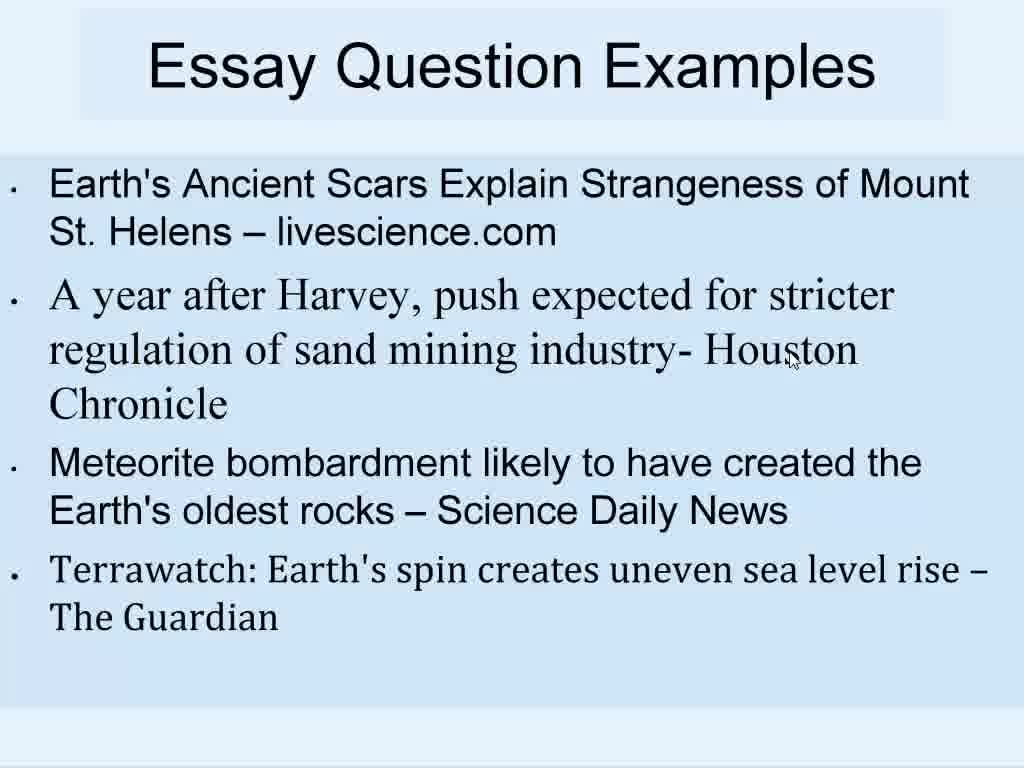 Essay Question Examples
• Earth's Ancient Scars Explain Strangeness of Mount
St. Helens – livescience.com
• A year after Harvey, push expected for stricter
regulation of sand mining industry- Houston
Chronicle
• Meteorite bombardment likely to have created the
Earth's oldest rocks – Science Daily News
• Terrawatch: Earth's spin creates uneven sea level rise –
The Guardian